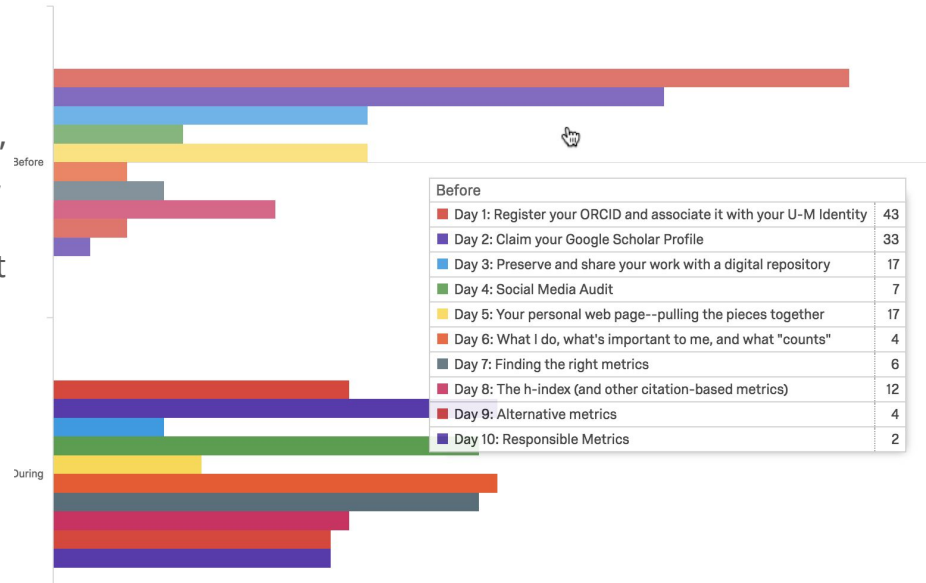 Before
Before
Day 1: Register your ORCID and associate it with your U-M Identity 43
Day 2: Claim your Google Scholar Profile 33
Day 3: Preserve and share your work with a digital repository 17
Day 4: Social Media Audit 7
Day 5: Your personal web page--pulling the pieces together 17
Day 6: What I do, what's important to me, and what "counts" 4
Day 7: Finding the right metrics 6
Day 8: The h-index (and other citation-based metrics) 12
Day 9: Alternative metrics 4
Day 10: Responsible Metrics 2
During